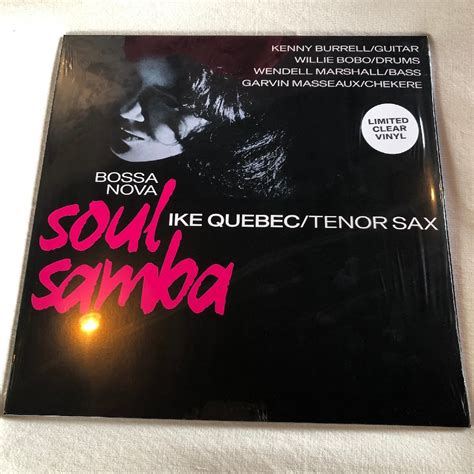 KENNY BURRELL/GUITAR
WILLIE BOBO/DRUMS
WENDELL MARSHALL/BASS
GARVIN MASSEAUX/CHEKERE
LIMITED
CLEAR
VINYL
BOSSA
NOVA
soul
IKE QUEBEC/TENOR SAX
samba